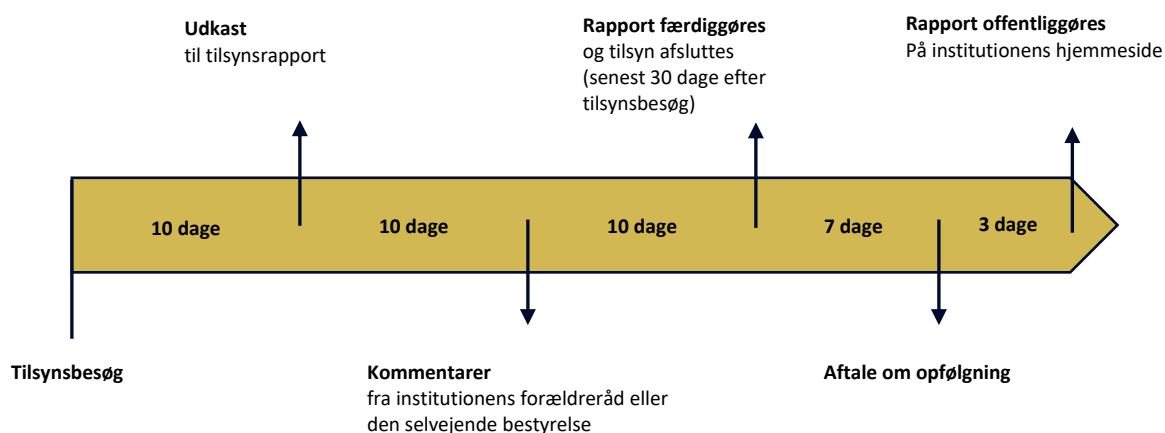 Udkast
til tilsynsrapport
Rapport færdiggøres
og tilsyn afsluttes
(senest 30 dage efter
tilsynsbesøg)
Rapport offentliggøres
På institutionens hjemmeside
10 dage
10 dage
10 dage
7 dage
3 dage
Tilsynsbesøg
Kommentarer
fra institutionens forældreråd eller
den selvejende bestyrelse
Aftale om opfølgning